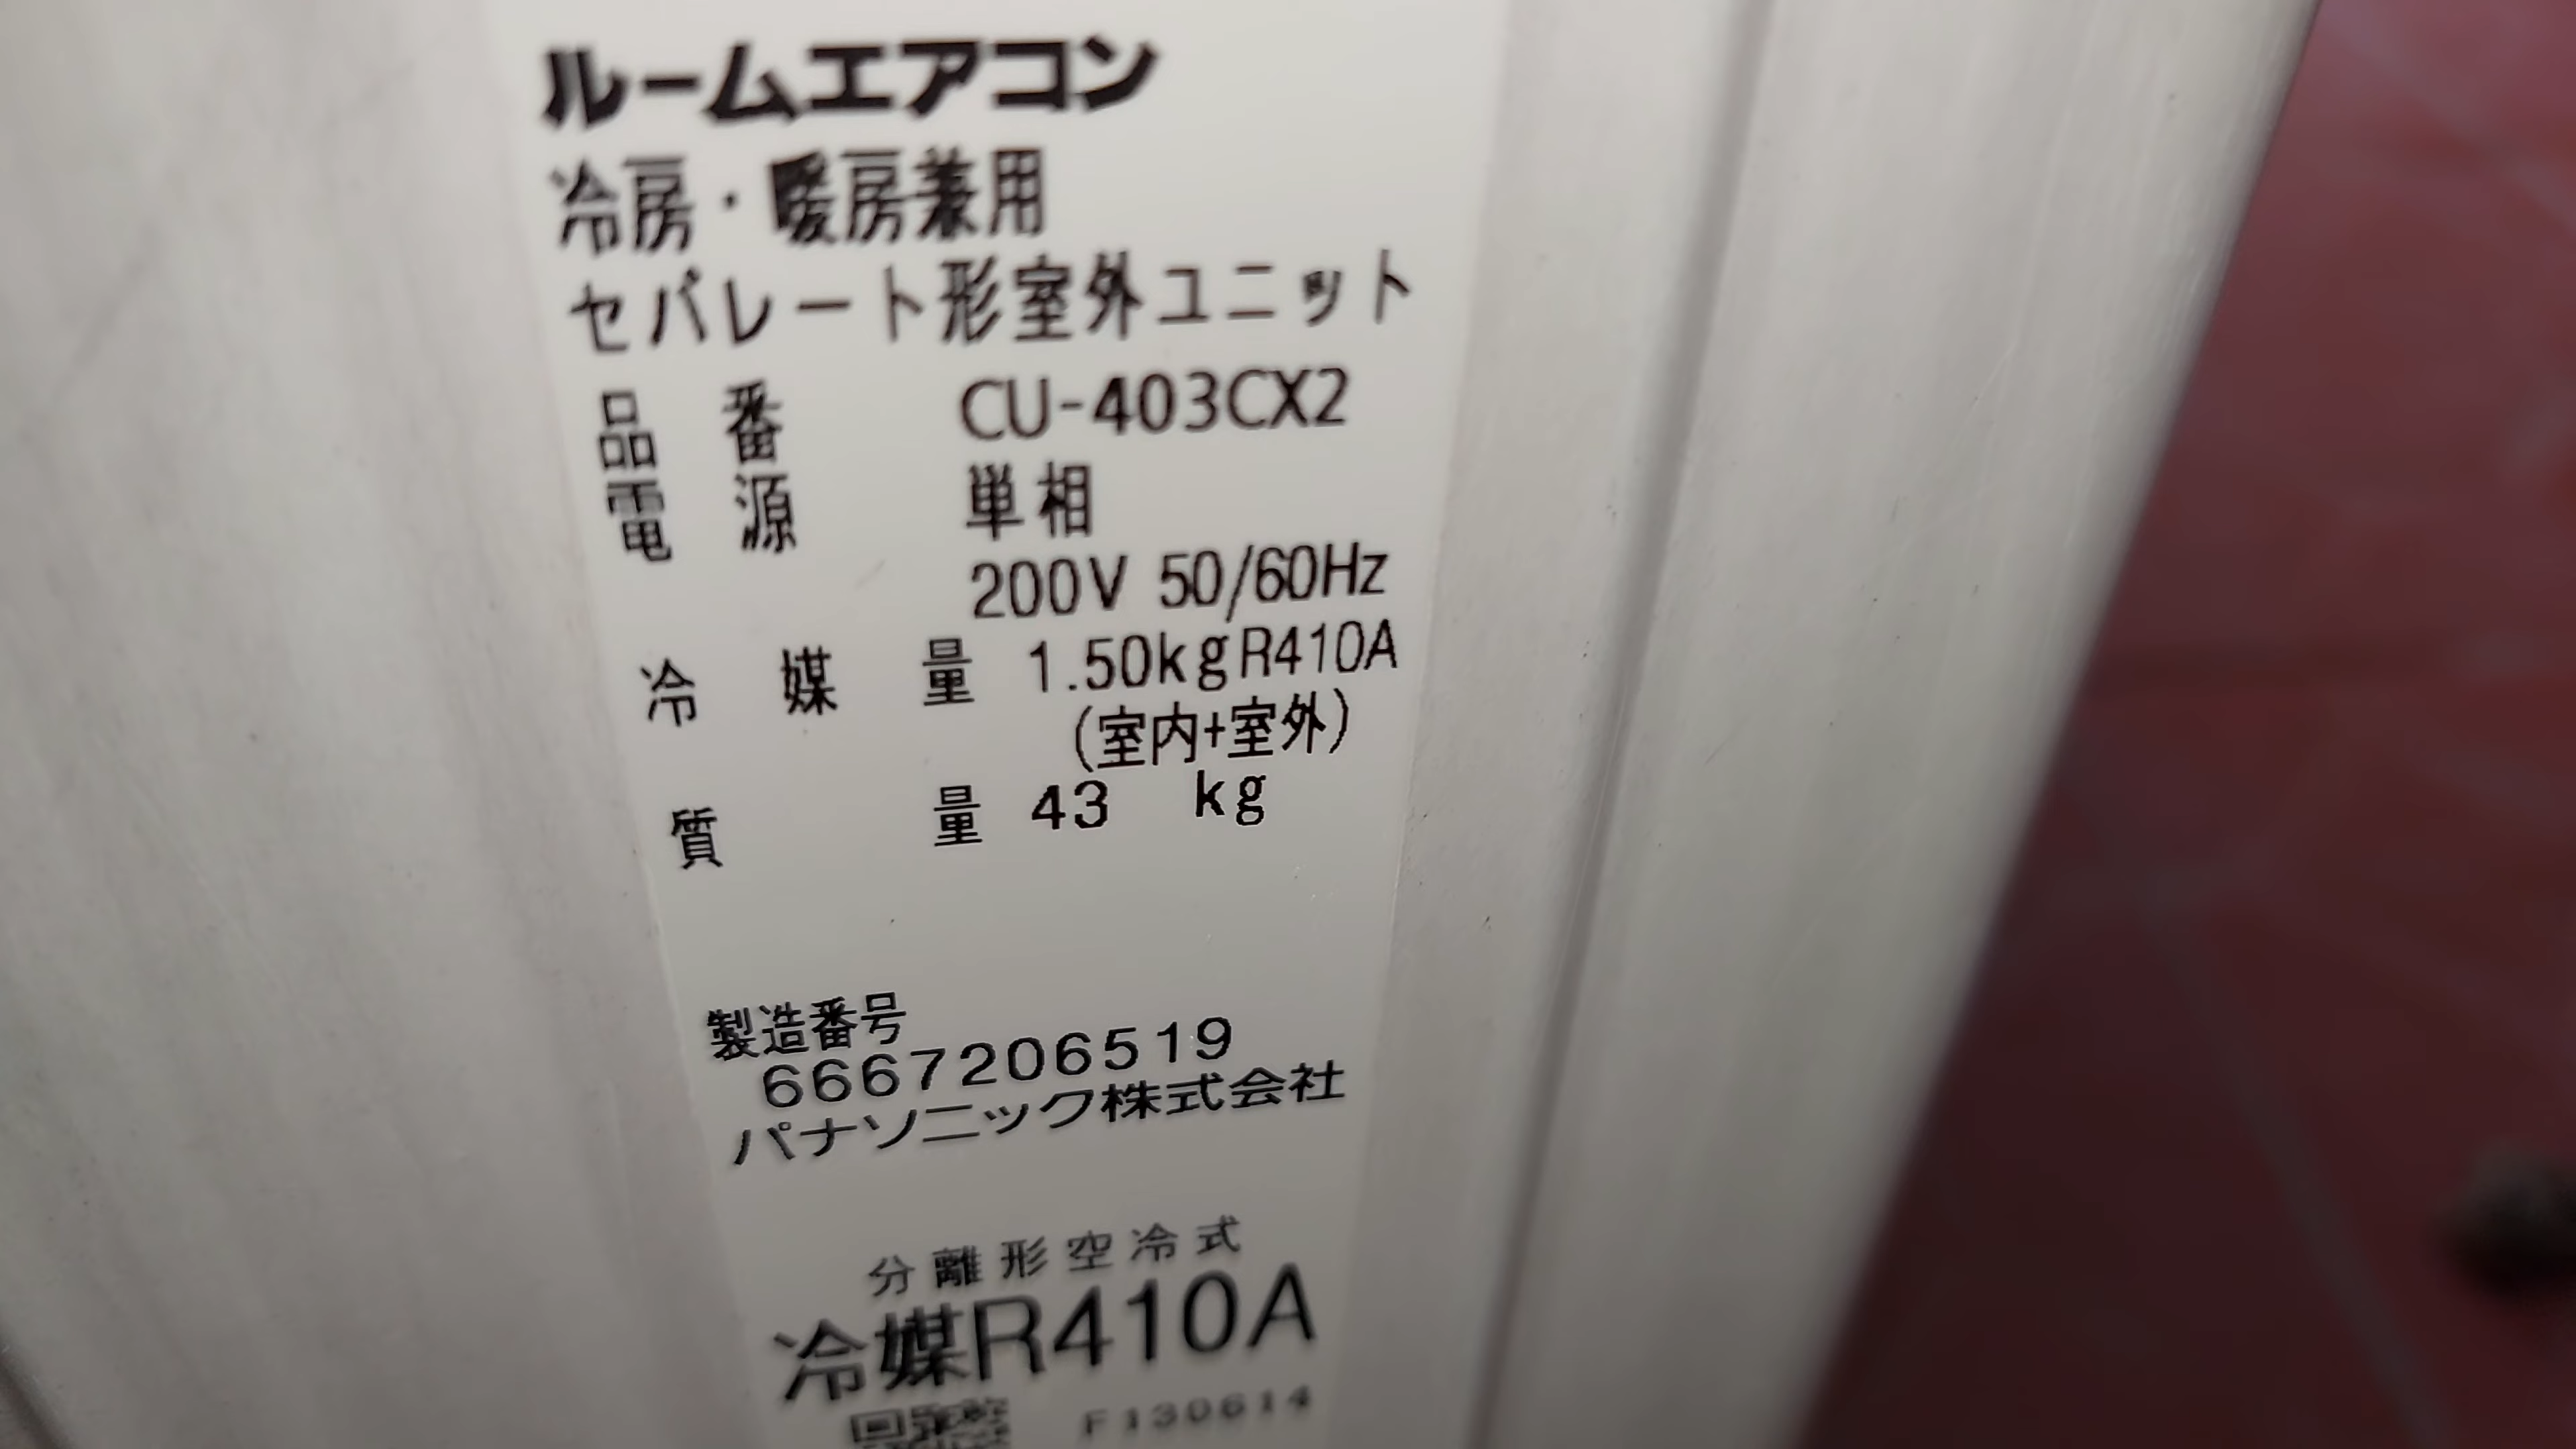 ルームエアコン
冷房・暖房兼用
セパレート形室外ユニット
品番 CU-403CX2
電源 単相
200V 50/60Hz
冷媒量 1.50kgR410A
(室内+室外)
質量 43 kg
製造番号
6667206519
パナソニック株式会社
分離形空冷式
冷媒R410A
F130614